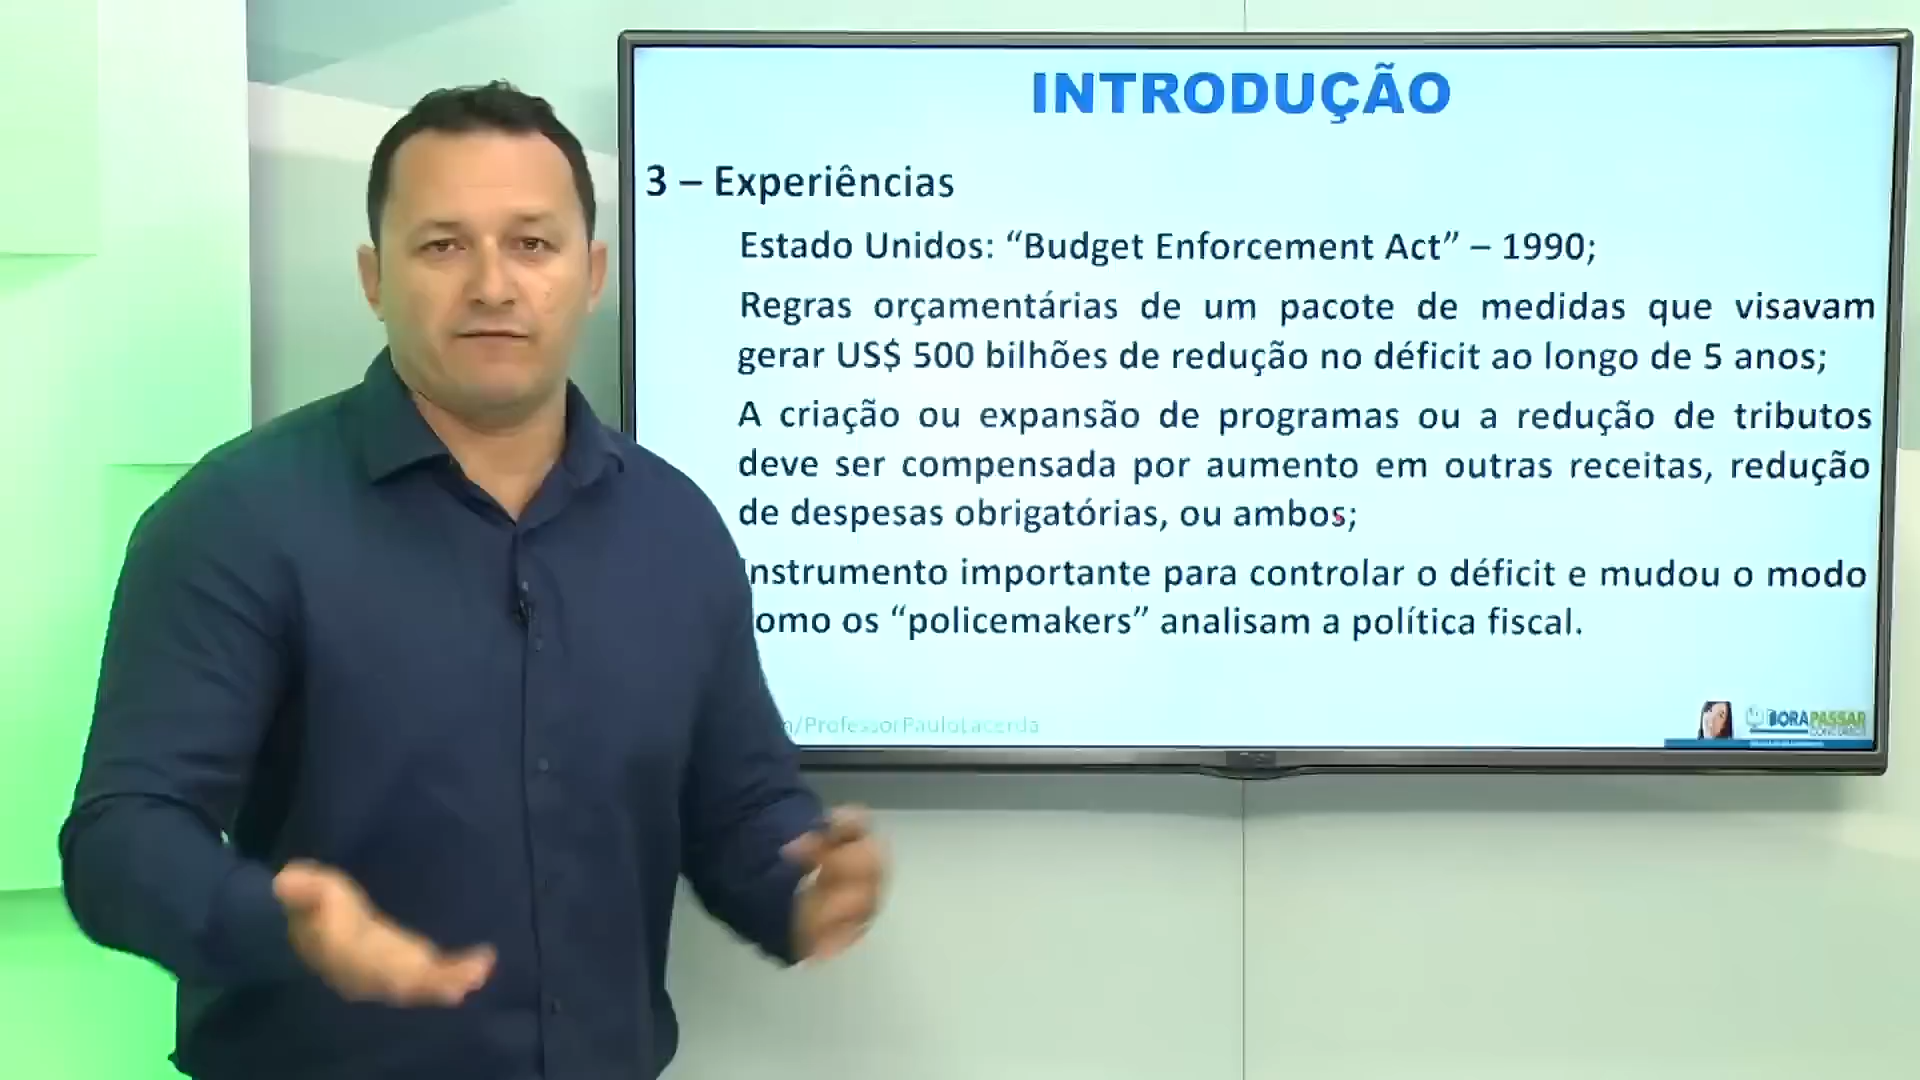 INTRODUÇÃO
3 – Experiências
Estado Unidos: “Budget Enforcement Act” – 1990;
Regras orçamentárias de um pacote de medidas que visavam
gerar US$ 500 bilhões de redução no déficit ao longo de 5 anos;
A criação ou expansão de programas ou a redução de tributos
deve ser compensada por aumento em outras receitas, redução
de despesas obrigatórias, ou ambos;
nstrumento importante para controlar o déficit e mudou o modo
omo os “policemakers” analisam a política fiscal.
/ProfessorPauloLacerda
BORAPASSAR
CONCURSOS